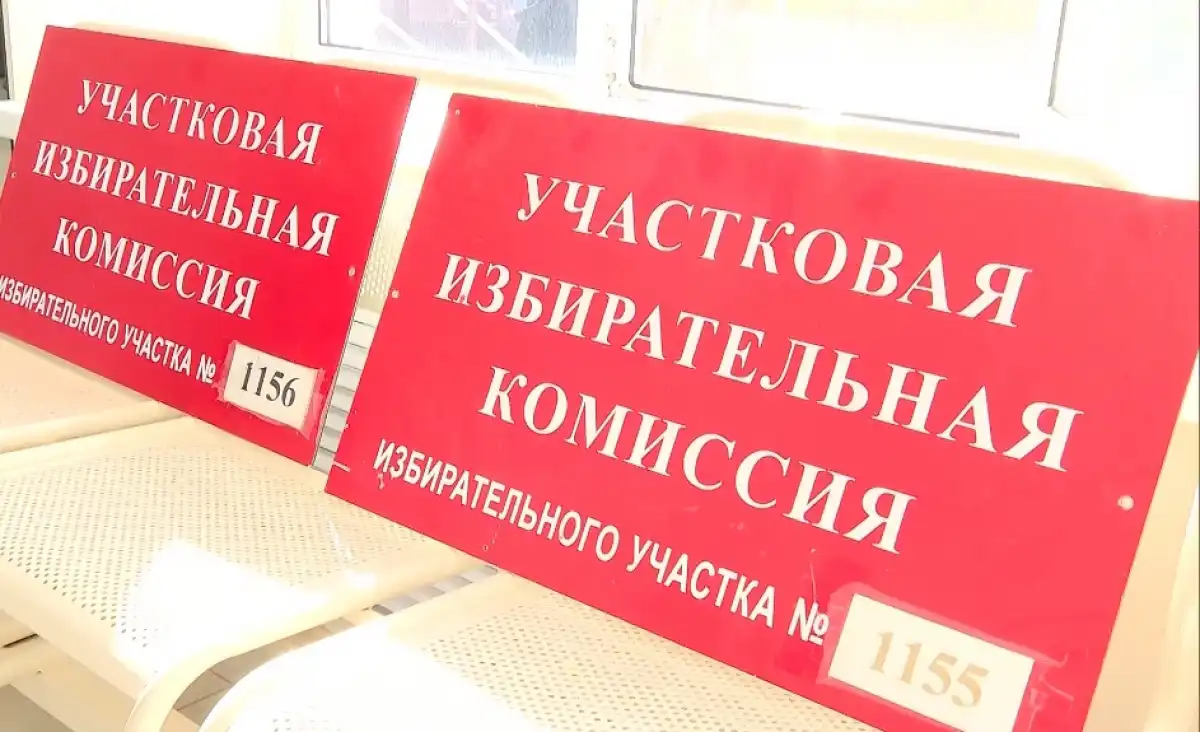 УЧАСТКОВАЯ
ИЗБИРАТЕЛЬНАЯ
КОМИССИЯ
ИЗБИРАТЕЛЬНОГО УЧАСТКА № 1156
УЧАСТКОВАЯ
ИЗБИРАТЕЛЬНАЯ
КОМИССИЯ
ИЗБИРАТЕЛЬНОГО УЧАСТКА № 1155